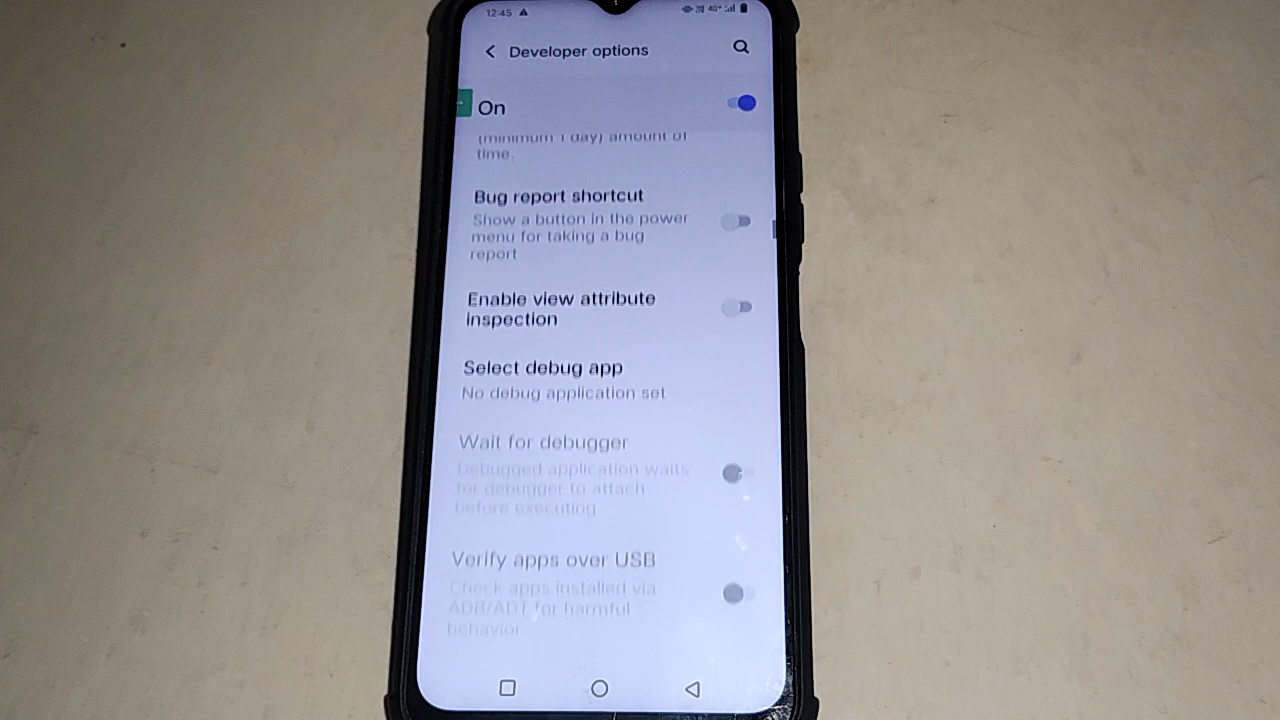 12:45
4G+
Developer options
On
(minimum 1 day) amount of
time.
Bug report shortcut
Show a button in the power
menu for taking a bug
report
Enable view attribute
inspection
Select debug app
No debug application set
Wait for debugger
Debugged application waits
for debugger to attach
before executing
Verify apps over USB
Check apps installed via
ADB/ADT for harmful
behavior